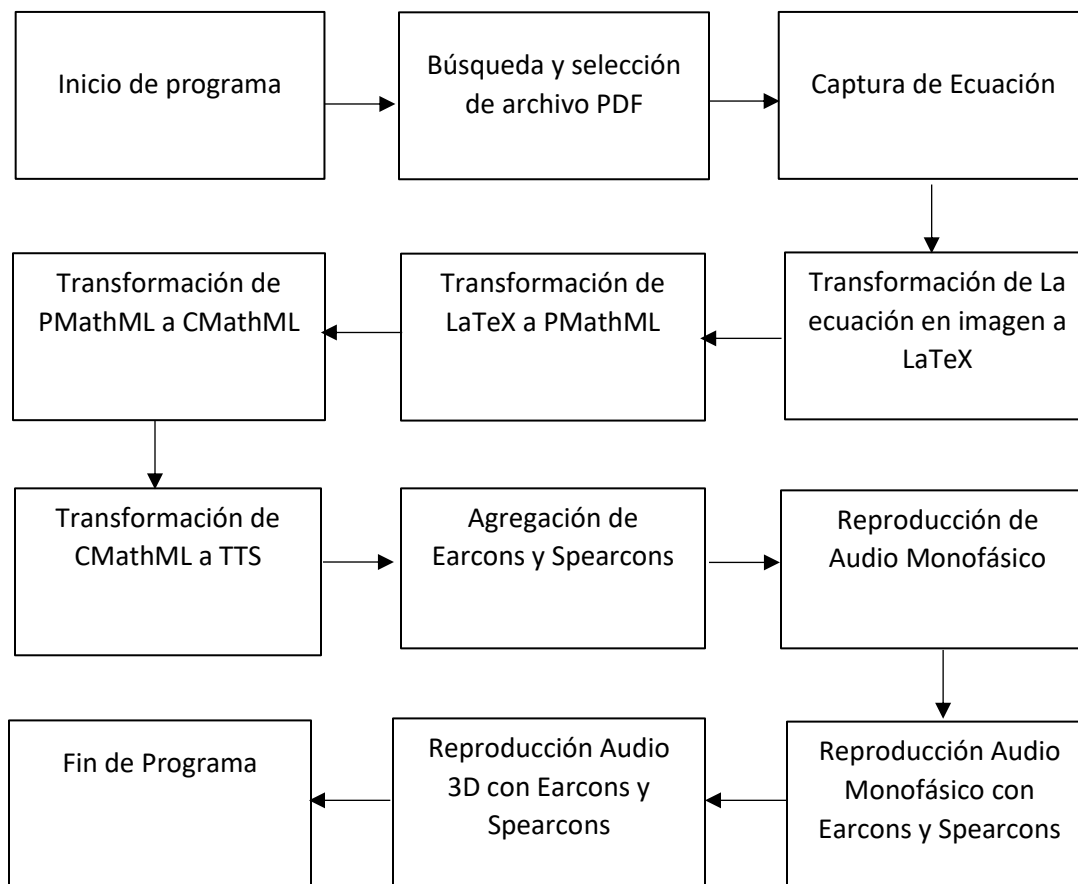 Inicio de programa
Búsqueda y selección
de archivo PDF
Captura de Ecuación
Transformación de La
ecuación en imagen a
LaTeX
Transformación de
LaTeX a PMathML
Transformación de
PMathML a CMathML
Transformación de
CMathML a TTS
Agregación de
Earcons y Spearcons
Reproducción de
Audio Monofásico
Reproducción Audio
Monofásico con
Earcons y Spearcons
Reproducción Audio
3D con Earcons y
Spearcons
Fin de Programa